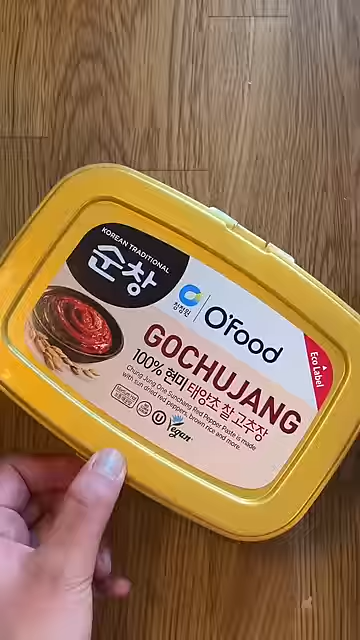 KOREAN TRADITIONAL
순창
청정원
O'Food
GOCHUJANG
100% 현미 태양초 찰고추장
Chung Jung One Sunchang Red Pepper Paste is made
with sun dried red peppers, brown rice and more.
Vegan
Eco Label